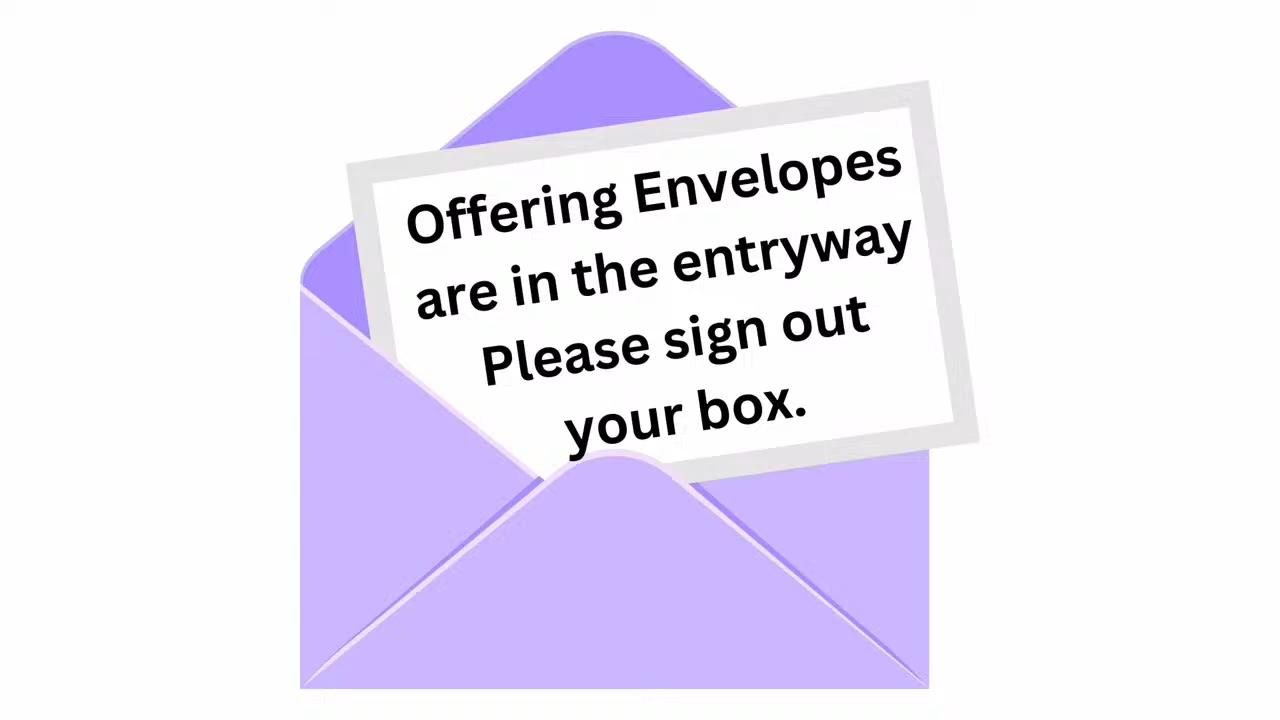 Offering Envelopes
are in the entryway
Please sign out
your box.